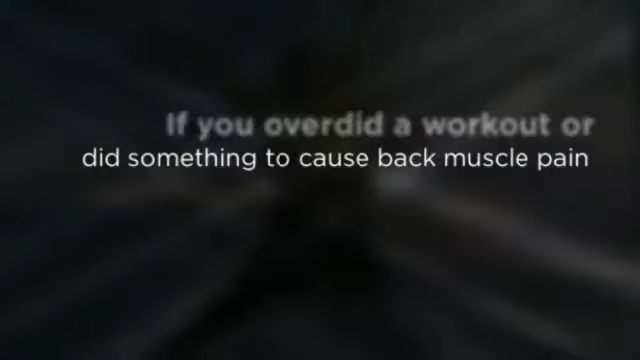 If you overdid a workout or
did something to cause back muscle pain